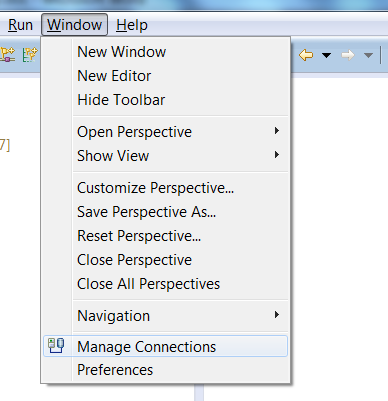 Run Window Help
New Window
New Editor
Hide Toolbar
7]
Open Perspective
Show View
Customize Perspective...
Save Perspective As...
Reset Perspective...
Close Perspective
Close All Perspectives
Navigation
Manage Connections
Preferences